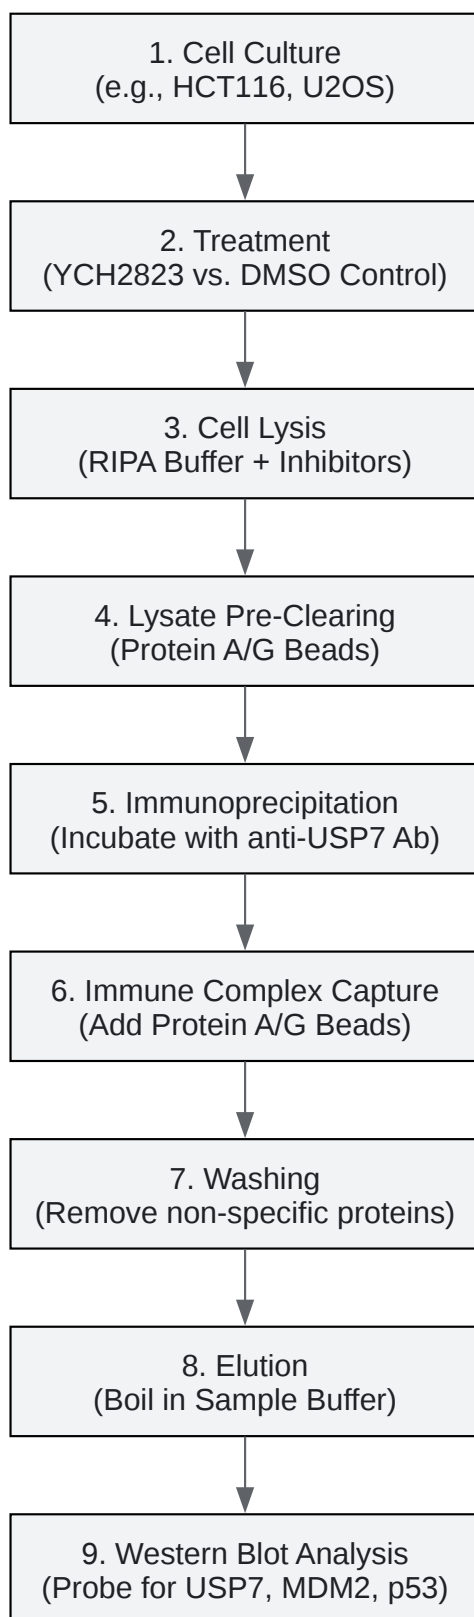 1. Cell Culture
(e.g., HCT116, U2OS)
2. Treatment
(YCH2823 vs. DMSO Control)
3. Cell Lysis
(RIPA Buffer + Inhibitors)
4. Lysate Pre-Clearing
(Protein A/G Beads)
5. Immunoprecipitation
(Incubate with anti-USP7 Ab)
6. Immune Complex Capture
(Add Protein A/G Beads)
7. Washing
(Remove non-specific proteins)
8. Elution
(Boil in Sample Buffer)
9. Western Blot Analysis
(Probe for USP7, MDM2, p53)